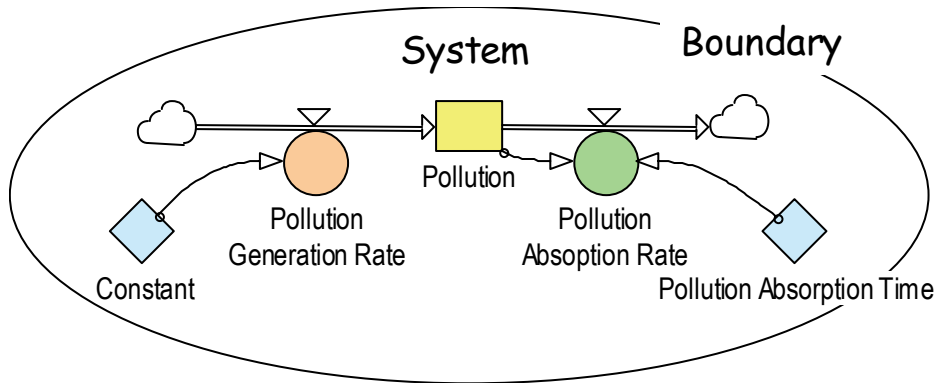 System
Boundary
Pollution
Pollution
Generation Rate
Pollution
Absoption Rate
Constant
Pollution Absorption Time